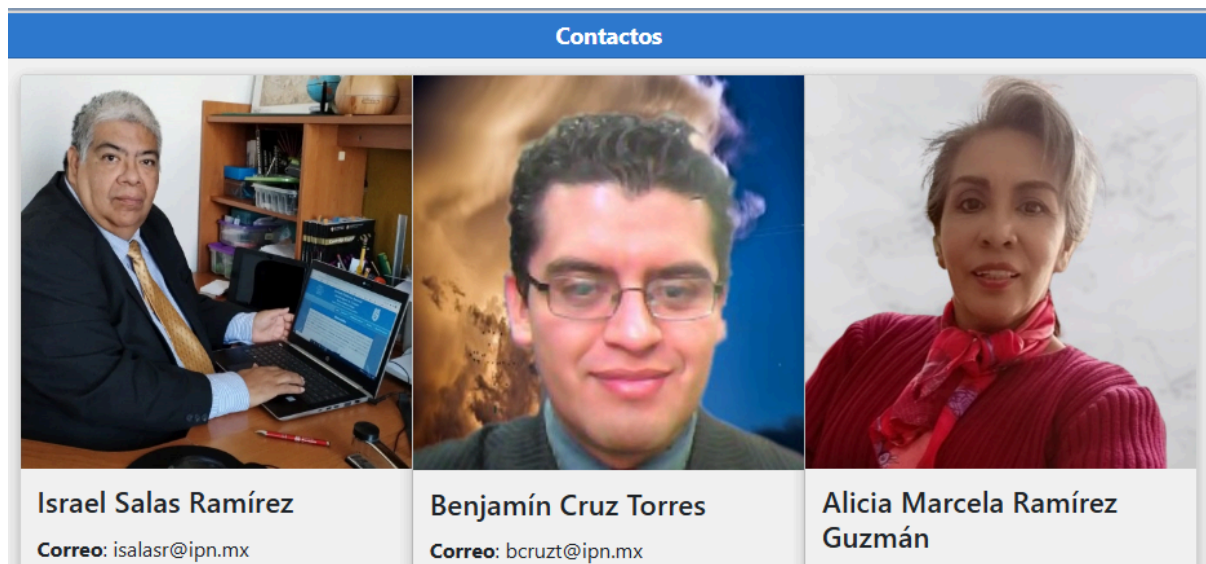 Contactos
Israel Salas Ramírez
Correo: isalasr@ipn.mx
Benjamín Cruz Torres
Correo: bcruzt@ipn.mx
Alicia Marcela Ramírez
Guzmán